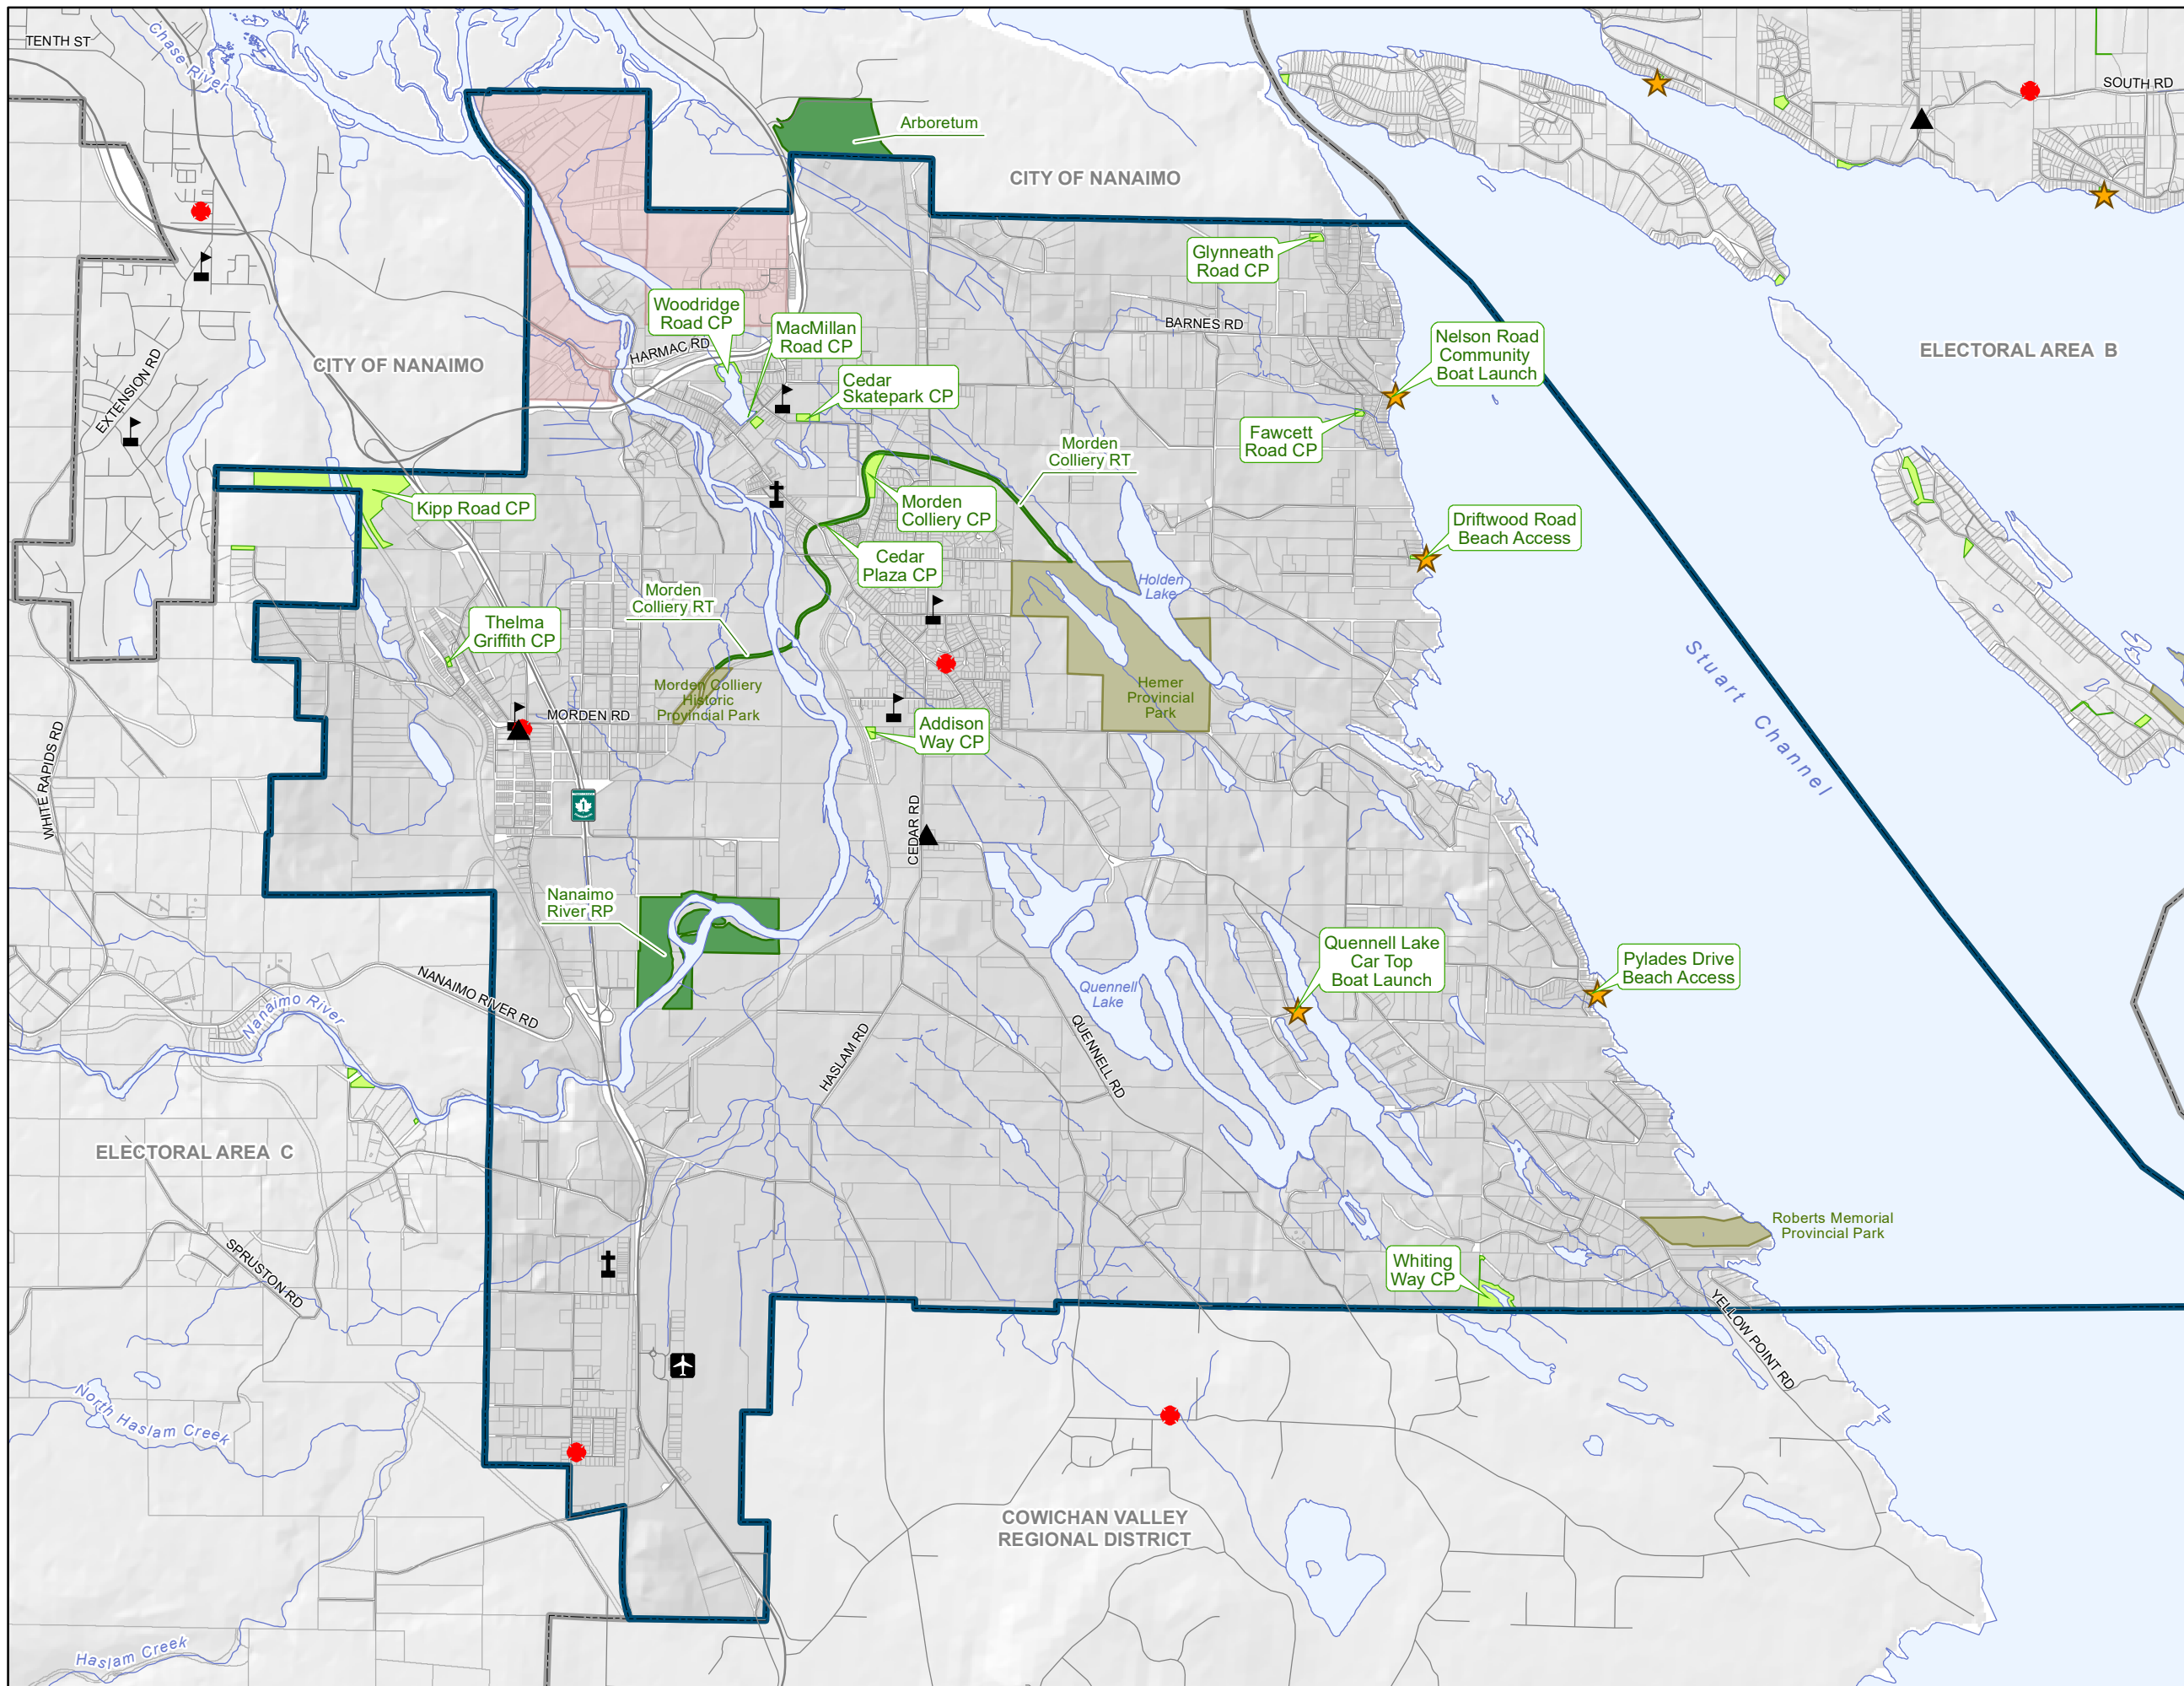 TENTH ST
Chase River
SOUTH RD
Arboretum
CITY OF NANAIMO
Glynneath
Road CP
BARNES RD
Woodridge
Road CP
MacMillan
Road CP
HARMAC RD
Nelson Road
Community
Boat Launch
ELECTORAL AREA B
CITY OF NANAIMO
EXTENSION RD
Cedar
Skatepark CP
Fawcett
Road CP
Morden
Colliery RT
Kipp Road CP
Morden
Colliery CP
Driftwood Road
Beach Access
Cedar
Plaza CP
Holden
Lake
Morden
Colliery RT
Thelma
Griffith CP
Stuart Channel
Morden Colliery
Historic
Provincial Park
Hemer
Provincial
Park
MORDEN RD
Addison
Way CP
WHITE RAPIDS RD
1
CEDAR RD
Nanaimo
River RP
Quennell Lake
Car Top
Boat Launch
Pylades Drive
Beach Access
Quennell
Lake
NANAIMO RIVER RD
Nanaimo River
HASLAM RD
QUENNELL RD
ELECTORAL AREA C
Roberts Memorial
Provincial Park
SPRUSTON RD
Whiting
Way CP
YELLOW POINT RD
North Haslam Creek
COWICHAN VALLEY
REGIONAL DISTRICT
Haslam Creek